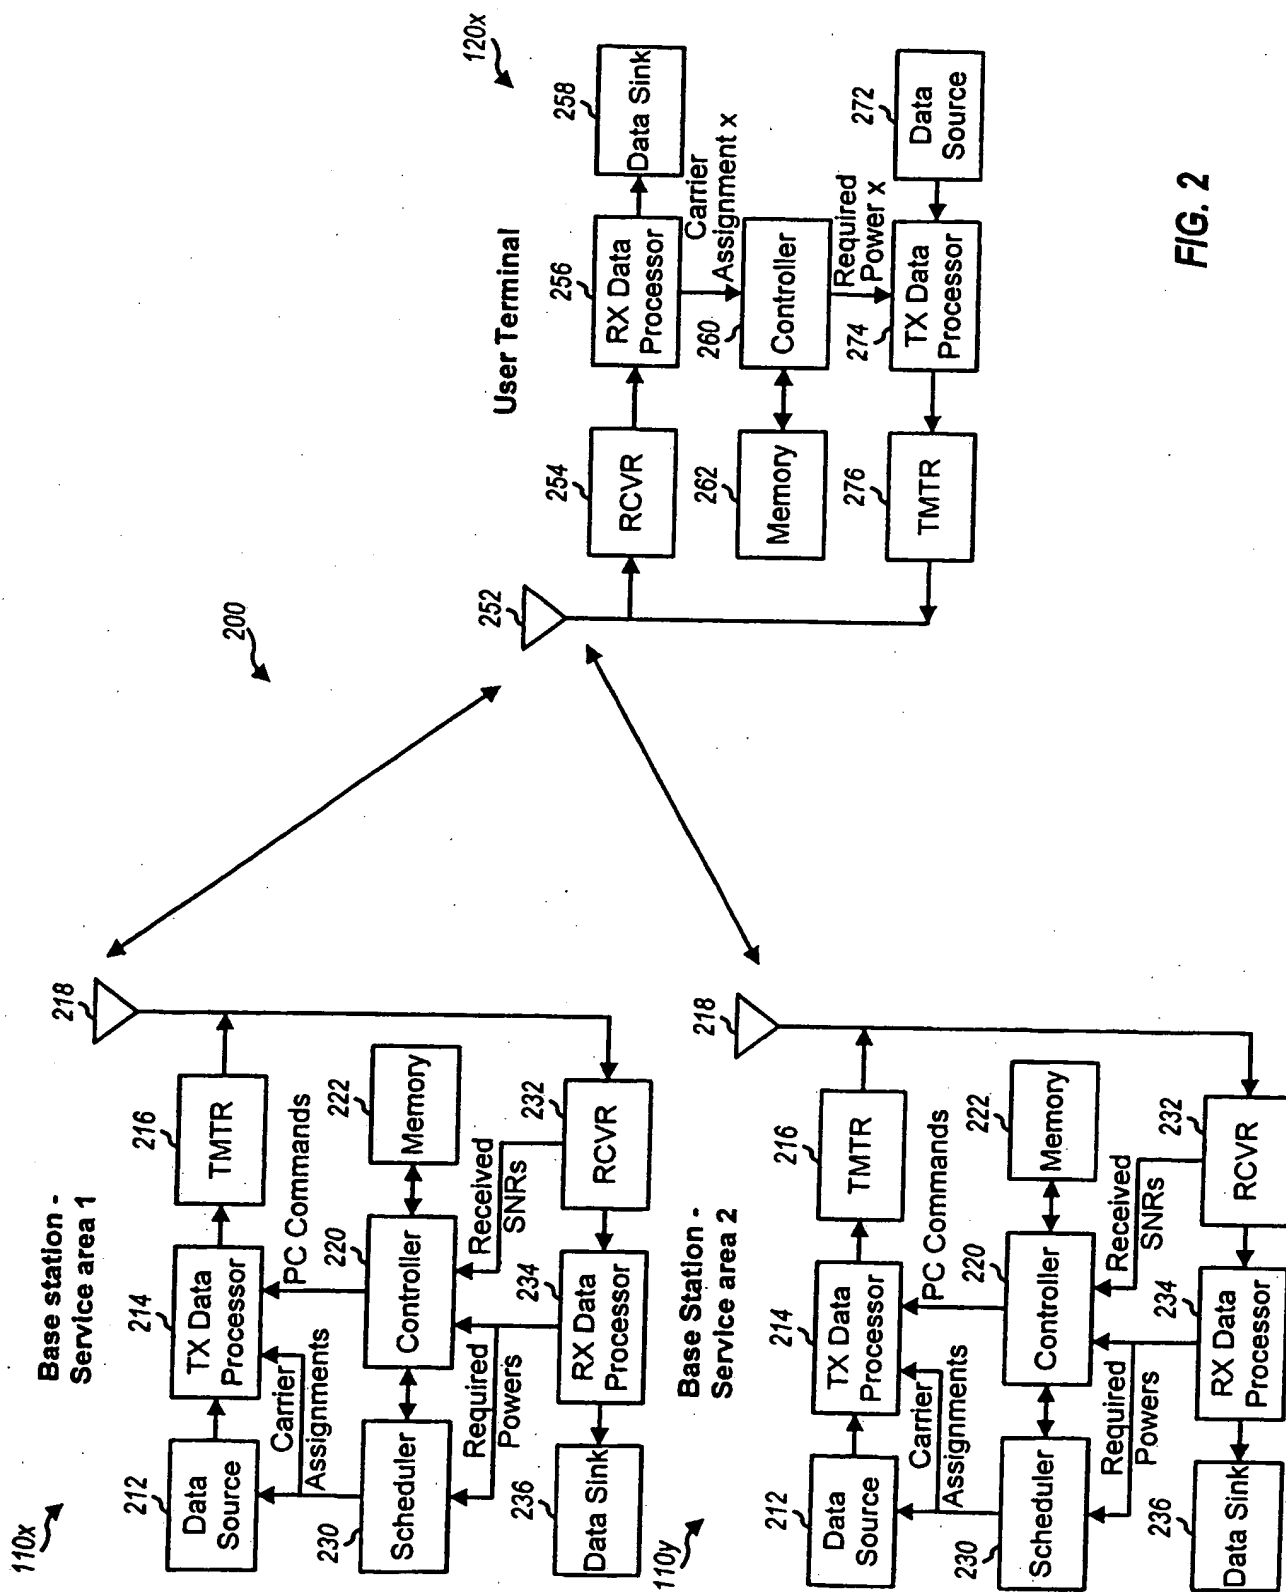 110x
Base station -
Service area 1
212
Data
Source
214
TX Data
Processor
216
TMTR
218
Carrier
Assignments
PC Commands
230
Scheduler
220
Controller
222
Memory
Required
Powers
Received
SNRs
236
Data Sink
234
RX Data
Processor
232
RCVR
110y
Base Station -
Service area 2
212
Data
Source
214
TX Data
Processor
216
TMTR
218
Carrier
Assignments
PC Commands
230
Scheduler
220
Controller
222
Memory
Required
Powers
Received
SNRs
236
Data Sink
234
RX Data
Processor
232
RCVR
200
120x
User Terminal
252
254
RCVR
256
RX Data
Processor
258
Data Sink
Carrier
Assignment x
262
Memory
260
Controller
Required
Power x
276
TMTR
274
TX Data
Processor
272
Data
Source
FIG. 2